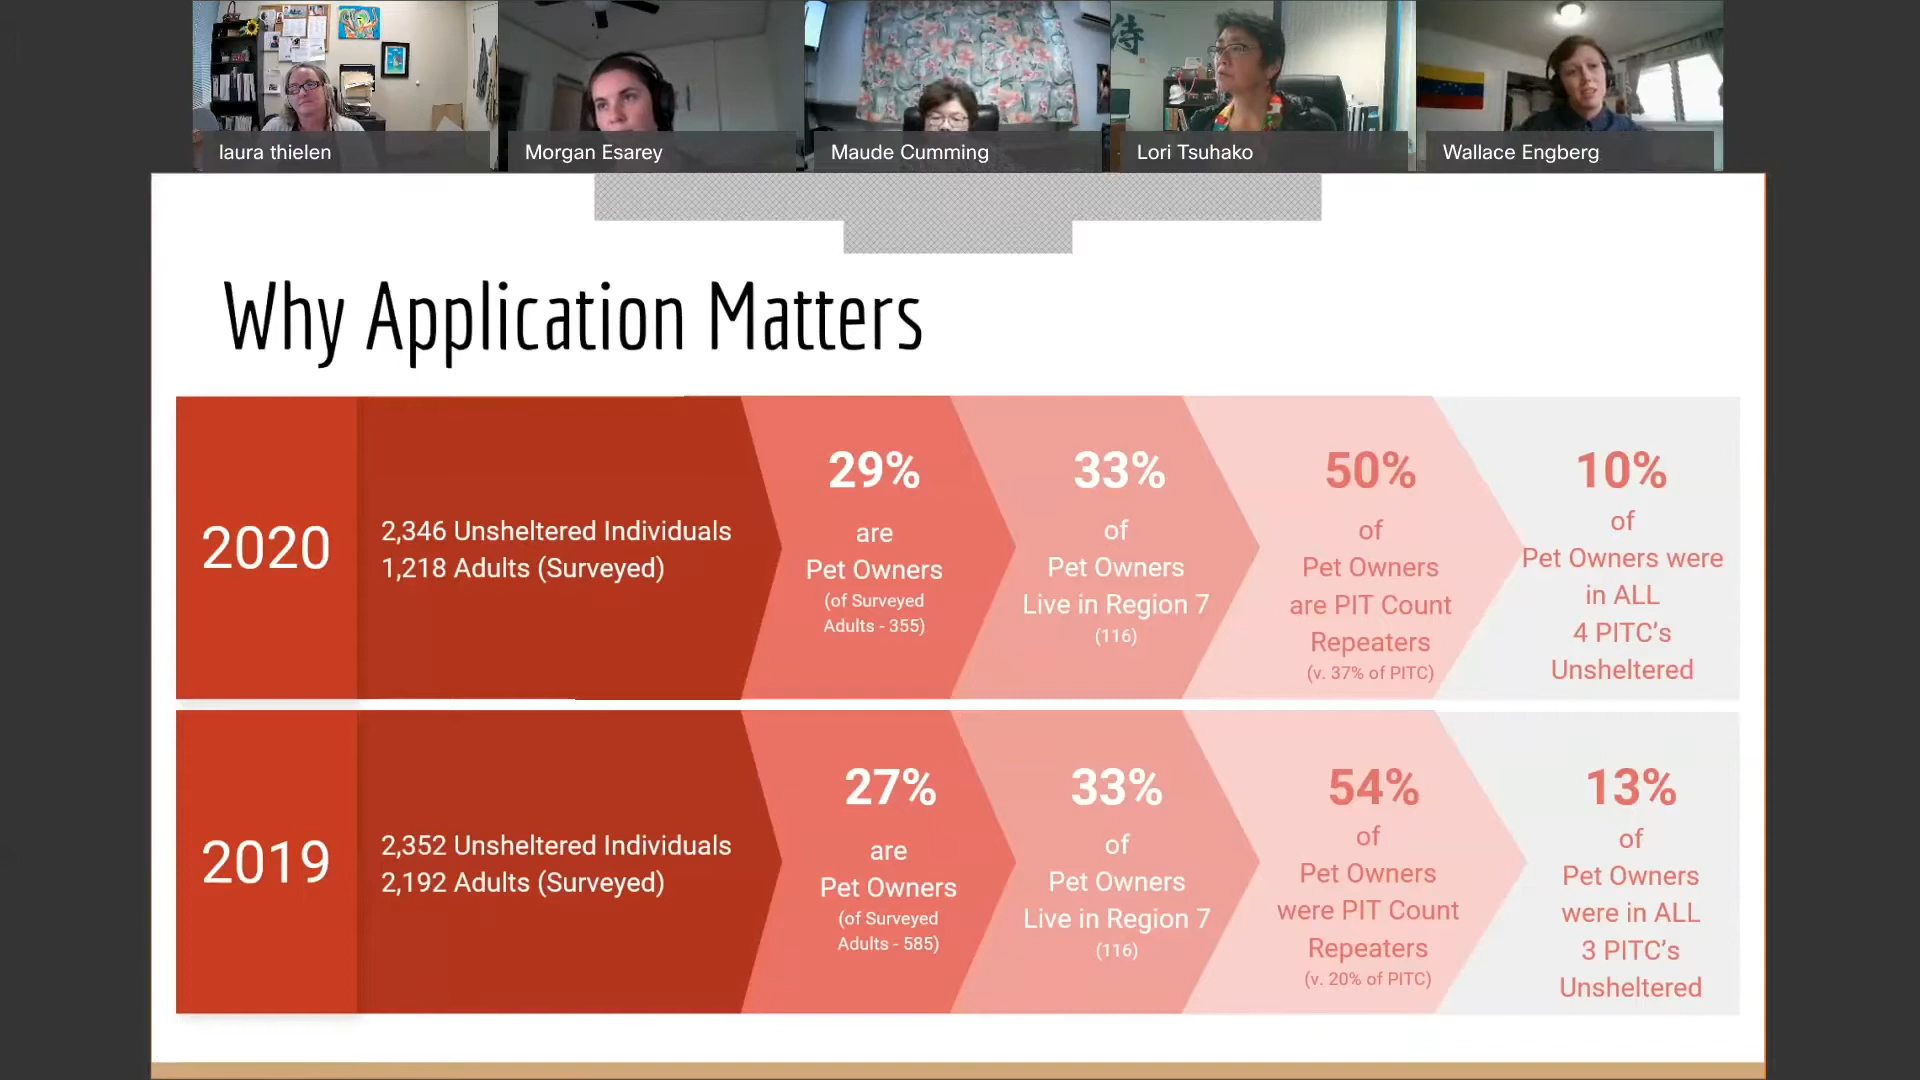 laura thielen
Morgan Esarey
Maude Cumming
Lori Tsuhako
Wallace Engberg
侍
Why Application Matters
2020
2,346 Unsheltered Individuals
1,218 Adults (Surveyed)
29%
are
Pet Owners
(of Surveyed
Adults - 355)
33%
of
Pet Owners
Live in Region 7
(116)
50%
of
Pet Owners
are PIT Count
Repeaters
(v. 37% of PITC)
10%
of
Pet Owners were
in ALL
4 PITC’s
Unsheltered
2019
2,352 Unsheltered Individuals
2,192 Adults (Surveyed)
27%
are
Pet Owners
(of Surveyed
Adults - 585)
33%
of
Pet Owners
Live in Region 7
(116)
54%
of
Pet Owners
were PIT Count
Repeaters
(v. 20% of PITC)
13%
of
Pet Owners
were in ALL
3 PITC’s
Unsheltered